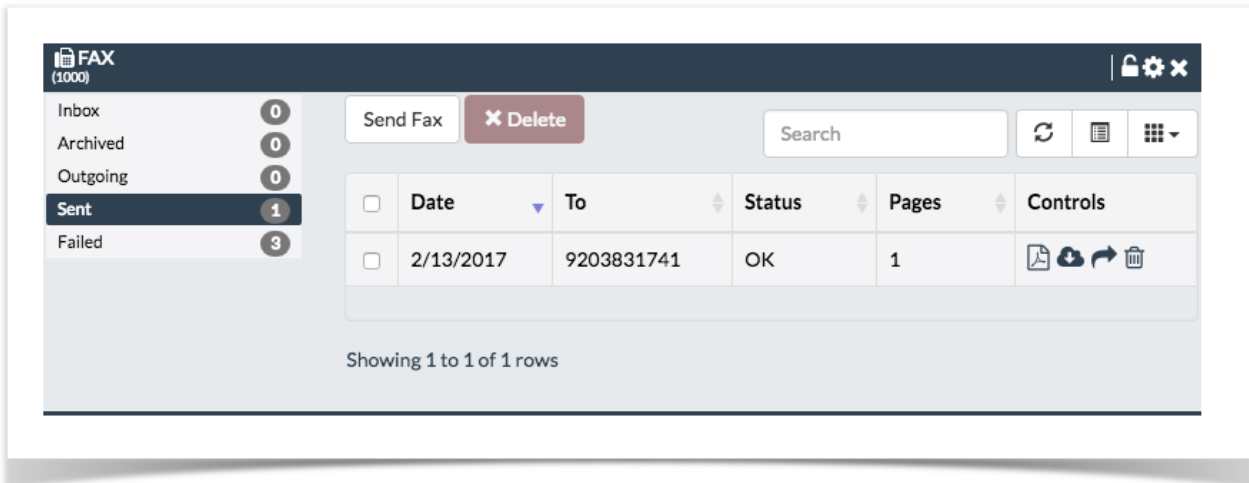 FAX
(1000)
Inbox 0
Archived 0
Outgoing 0
Sent 1
Failed 3
Send Fax Delete Search
Date To Status Pages Controls
2/13/2017 9203831741 OK 1
Showing 1 to 1 of 1 rows